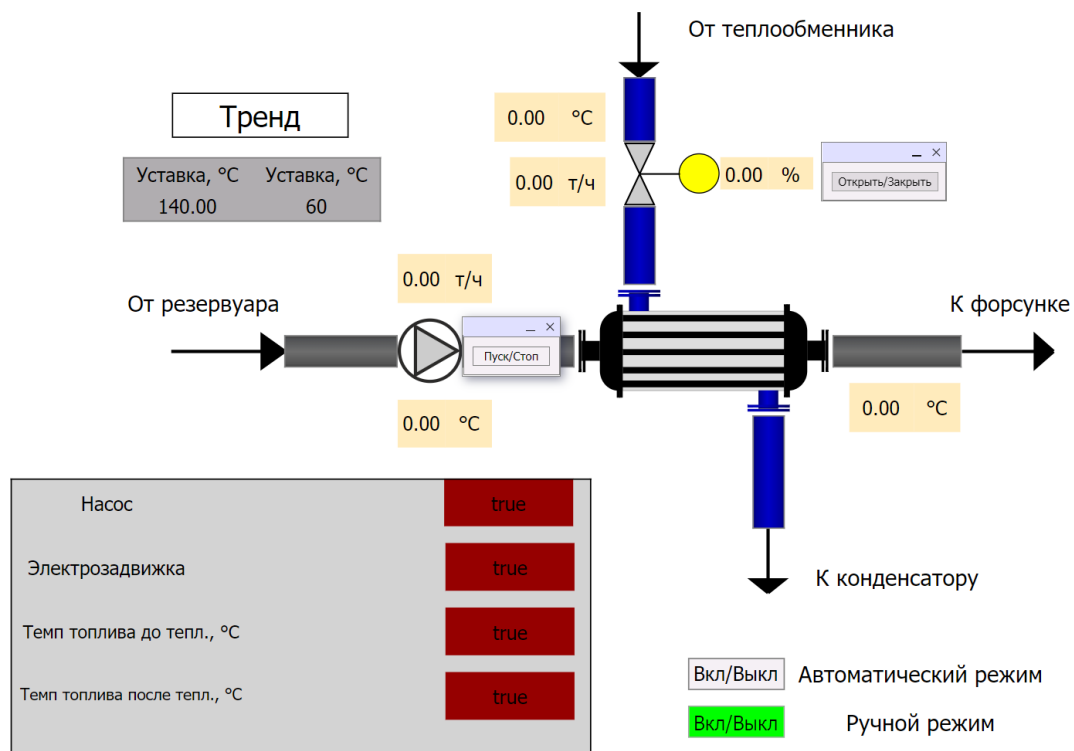 От теплообменника
Тренд
0.00 °C
Уставка, °C Уставка, °C
140.00 60
0.00 т/ч
0.00 %
Открыть/Закрыть
0.00 т/ч
От резервуара
К форсунке
Пуск/Стоп
0.00 °C
0.00 °C
Насос true
Электрозадвижка true
К конденсатору
Темп топлива до тепл., °C true
Темп топлива после тепл., °C true
Вкл/Выкл Автоматический режим
Вкл/Выкл Ручной режим